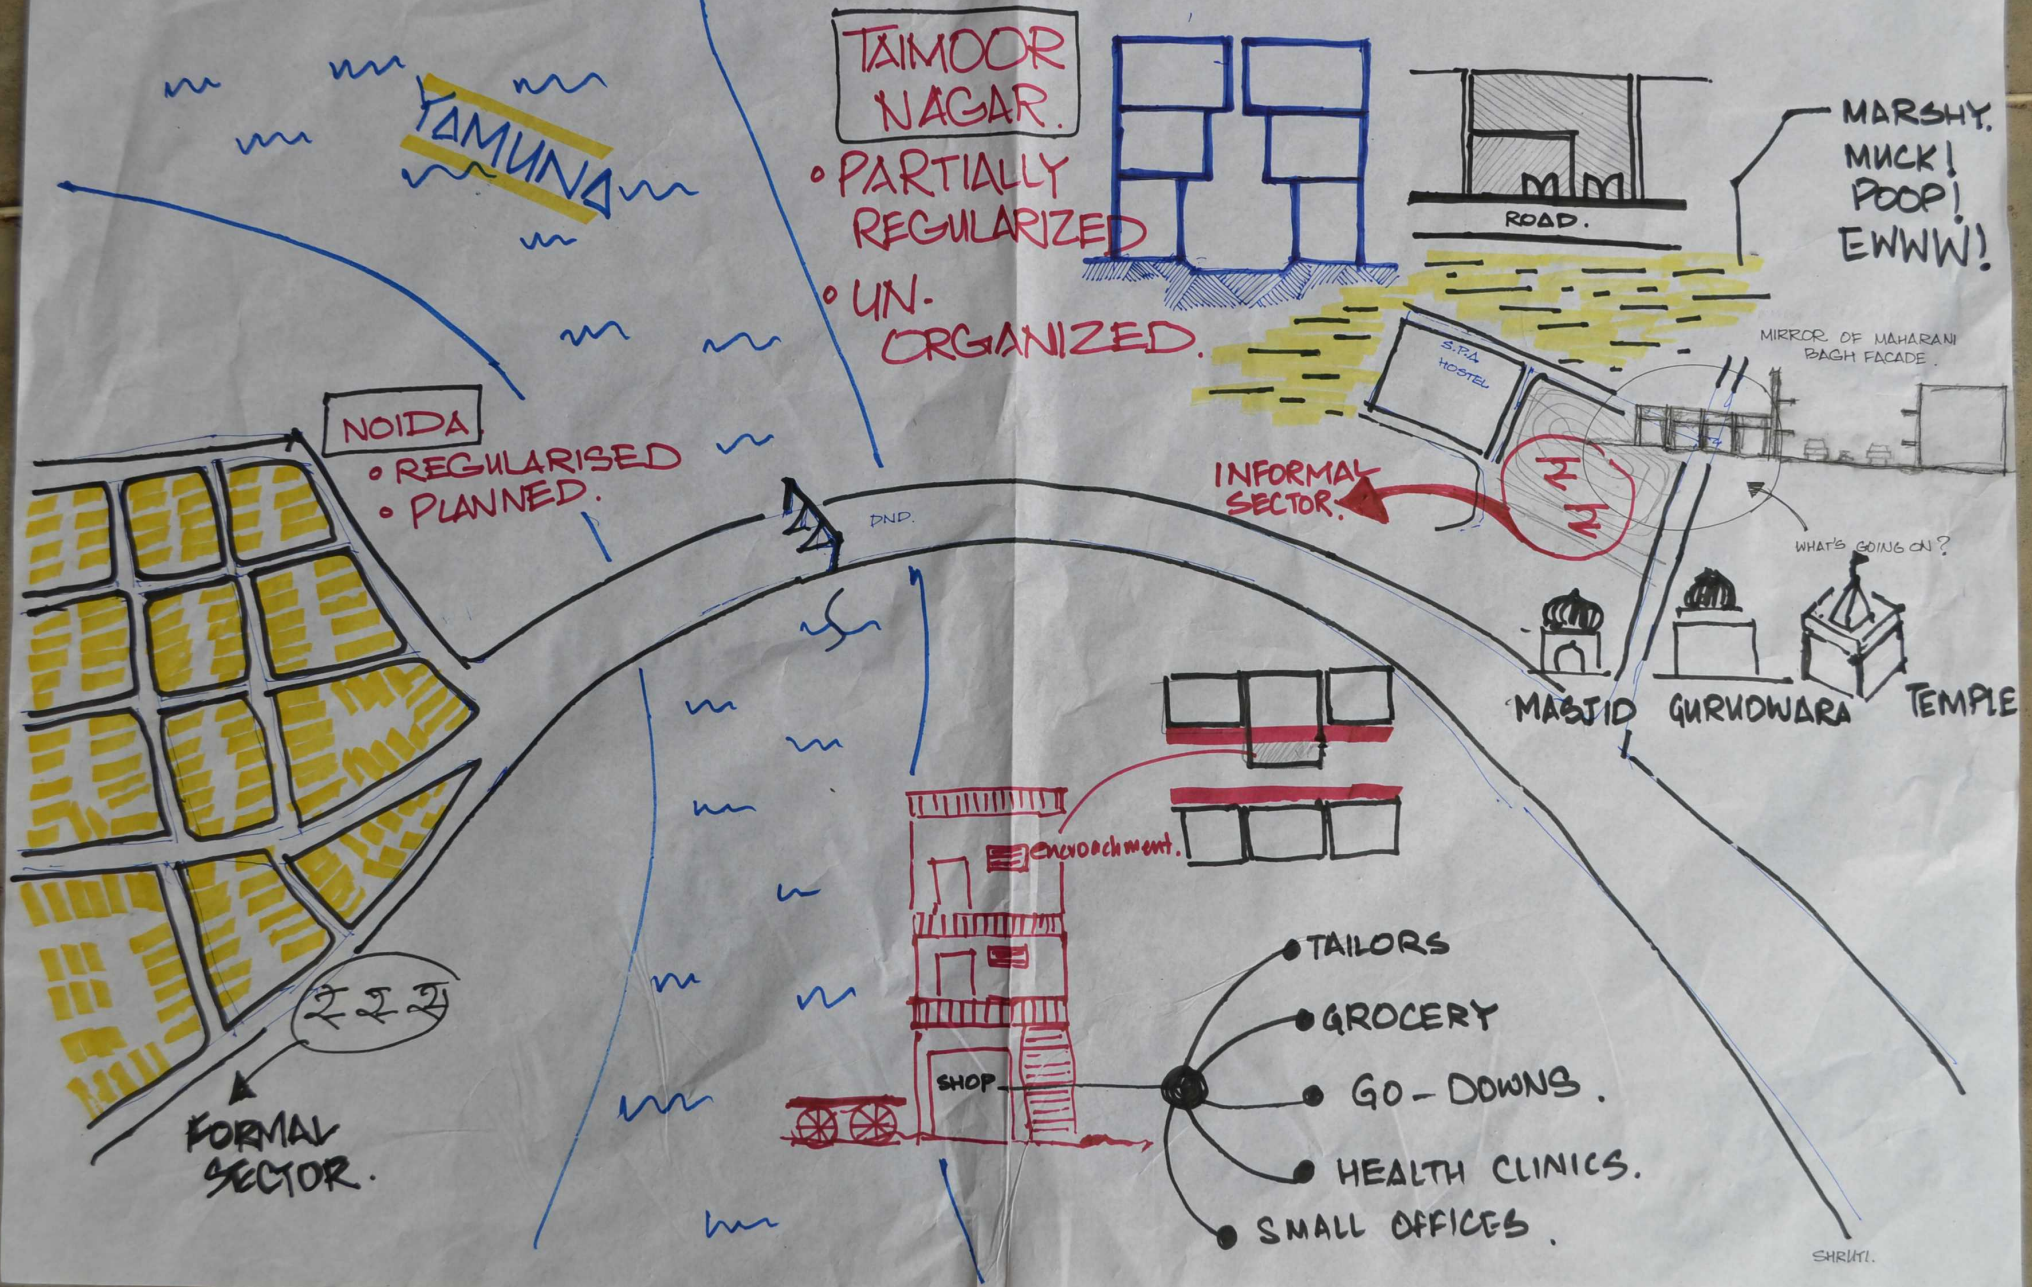 YAMUNA
TAIMOOR
NAGAR.
• PARTIALLY
REGULARIZED
• UN-
ORGANIZED.
ROAD.
MARSHY.
MUCK!
POOP!
EWWW!
MIRROR OF MAHARANI
BAGH FACADE.
S.P.A
HOSTEL
NOIDA
• REGULARISED
• PLANNED.
DND.
INFORMAL
SECTOR.
WHAT'S GOING ON?
MASJID
GURUDWARA
TEMPLE
encroachment.
SHOP
TAILORS
GROCERY
GO-DOWNS.
HEALTH CLINICS.
SMALL OFFICES.
FORMAL
SECTOR.
SHRUTI.